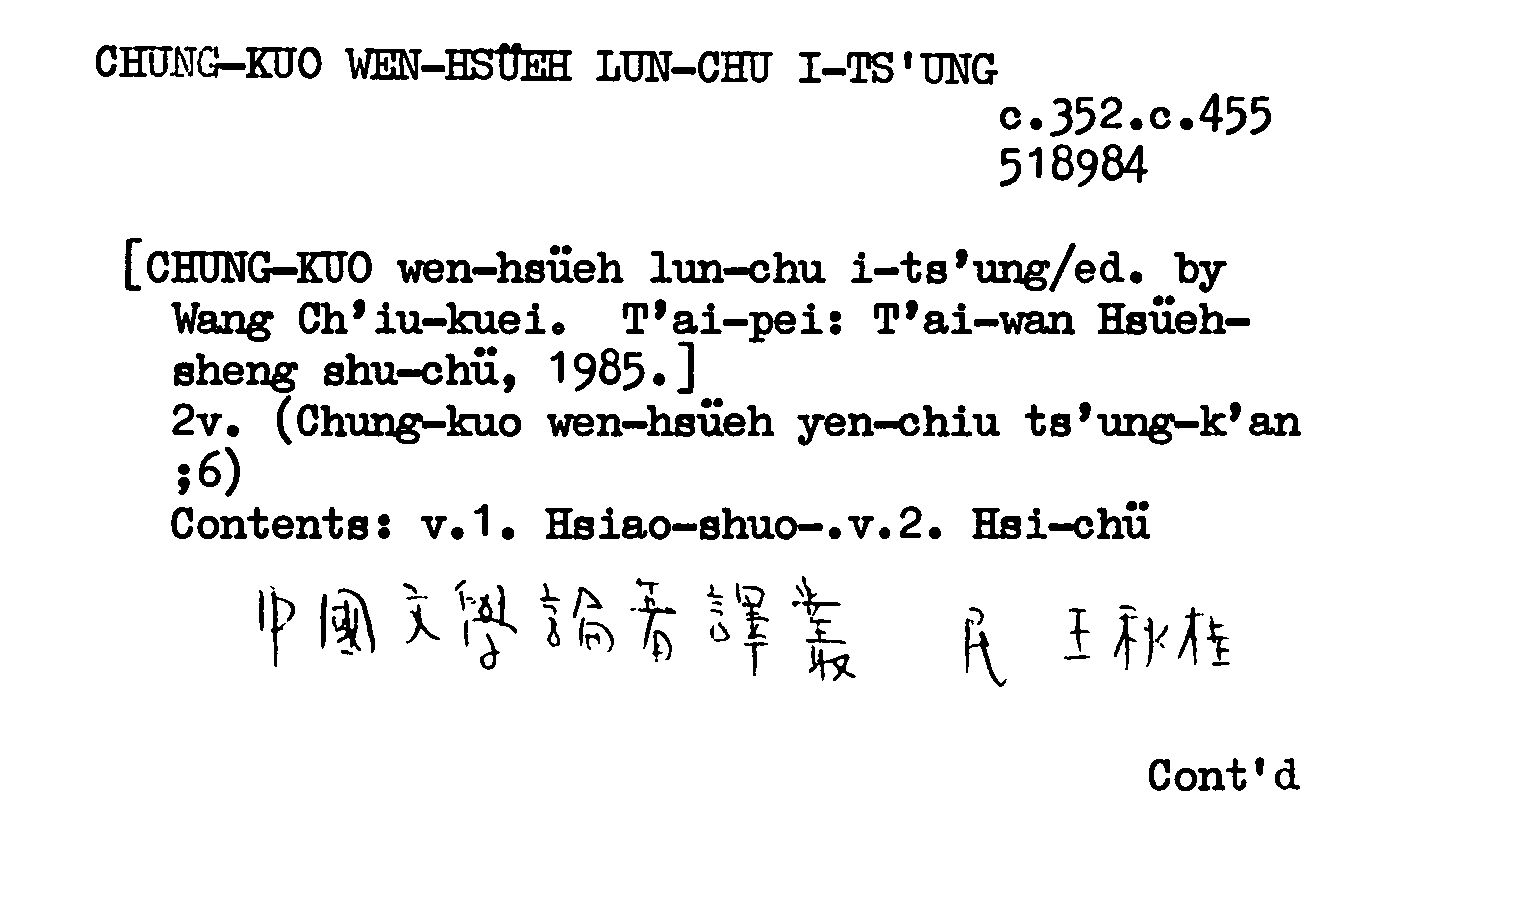 CHUNG-KUO WEN-HSÜEH LUN-CHU I-TS'UNG
c.352.c.455
518984
[CHUNG-KUO wen-hsüeh lun-chu i-ts'ung/ed. by
Wang Ch'iu-kuei. T'ai-pei: T'ai-wan Hsüeh-
sheng shu-chü, 1985.]
2v. (Chung-kuo wen-hsüeh yen-chiu ts'ung-k'an
;6)
Contents: v.1. Hsiao-shuo-.v.2. Hsi-chü
中國文學論著譯叢 民 王秋桂
Cont'd